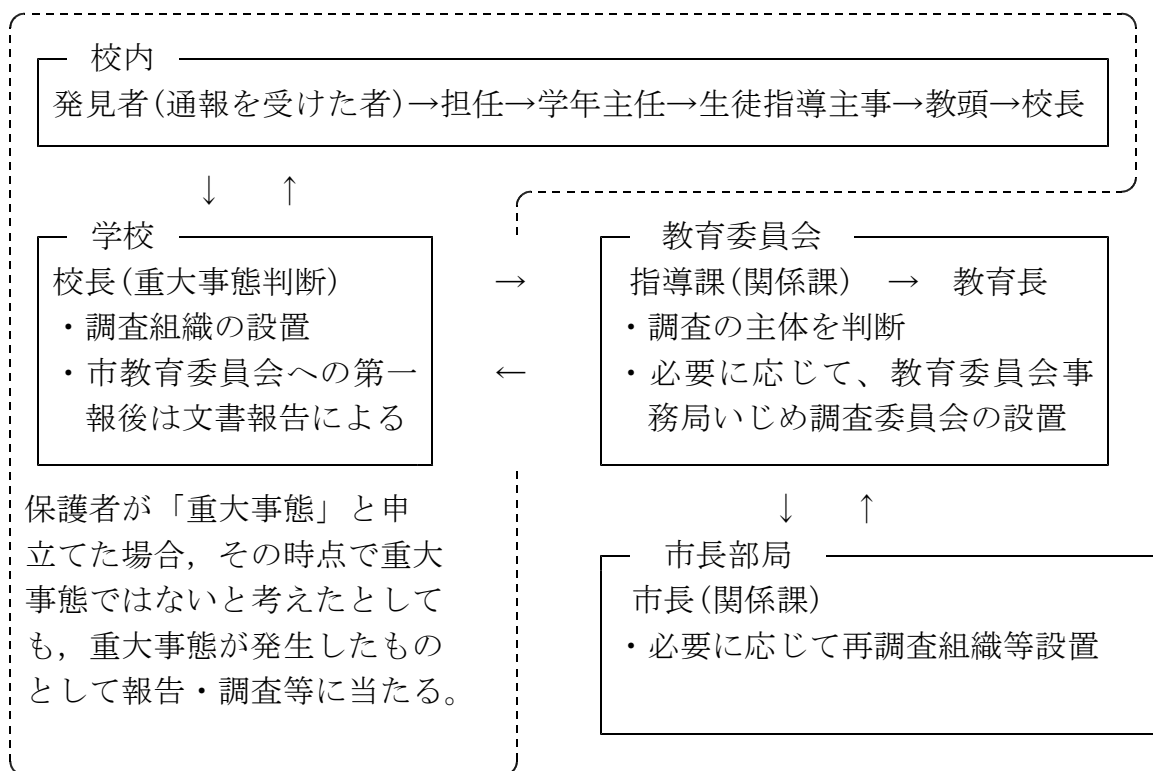 校内
発見者(通報を受けた者)→担任→学年主任→生徒指導主事→教頭→校長
↓ ↑
学校
校長(重大事態判断)
・調査組織の設置
・市教育委員会への第一
報後は文書報告による
→
←
教育委員会
指導課(関係課) → 教育長
・調査の主体を判断
・必要に応じて、教育委員会事
務局いじめ調査委員会の設置
保護者が「重大事態」と申
立てた場合，その時点で重大
事態ではないと考えたとして
も，重大事態が発生したもの
として報告・調査等に当たる。
↓ ↑
市長部局
市長(関係課)
・必要に応じて再調査組織等設置